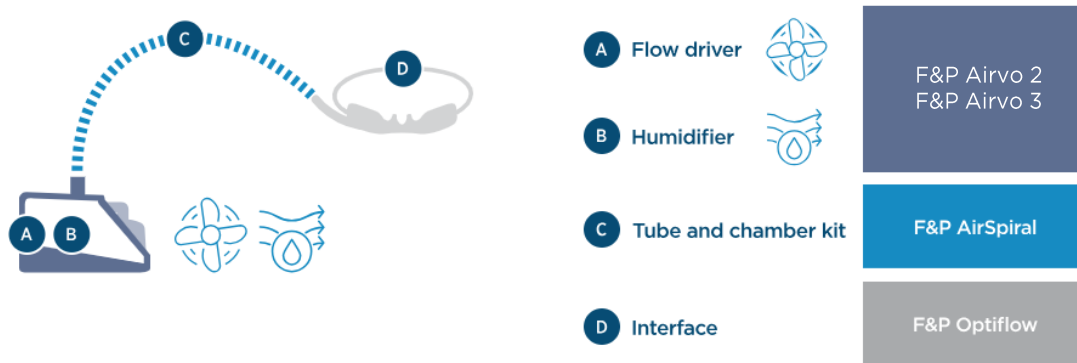 C
D
A B
A Flow driver
F&P Airvo 2
F&P Airvo 3
B Humidifier
C Tube and chamber kit
F&P AirSpiral
D Interface
F&P Optiflow